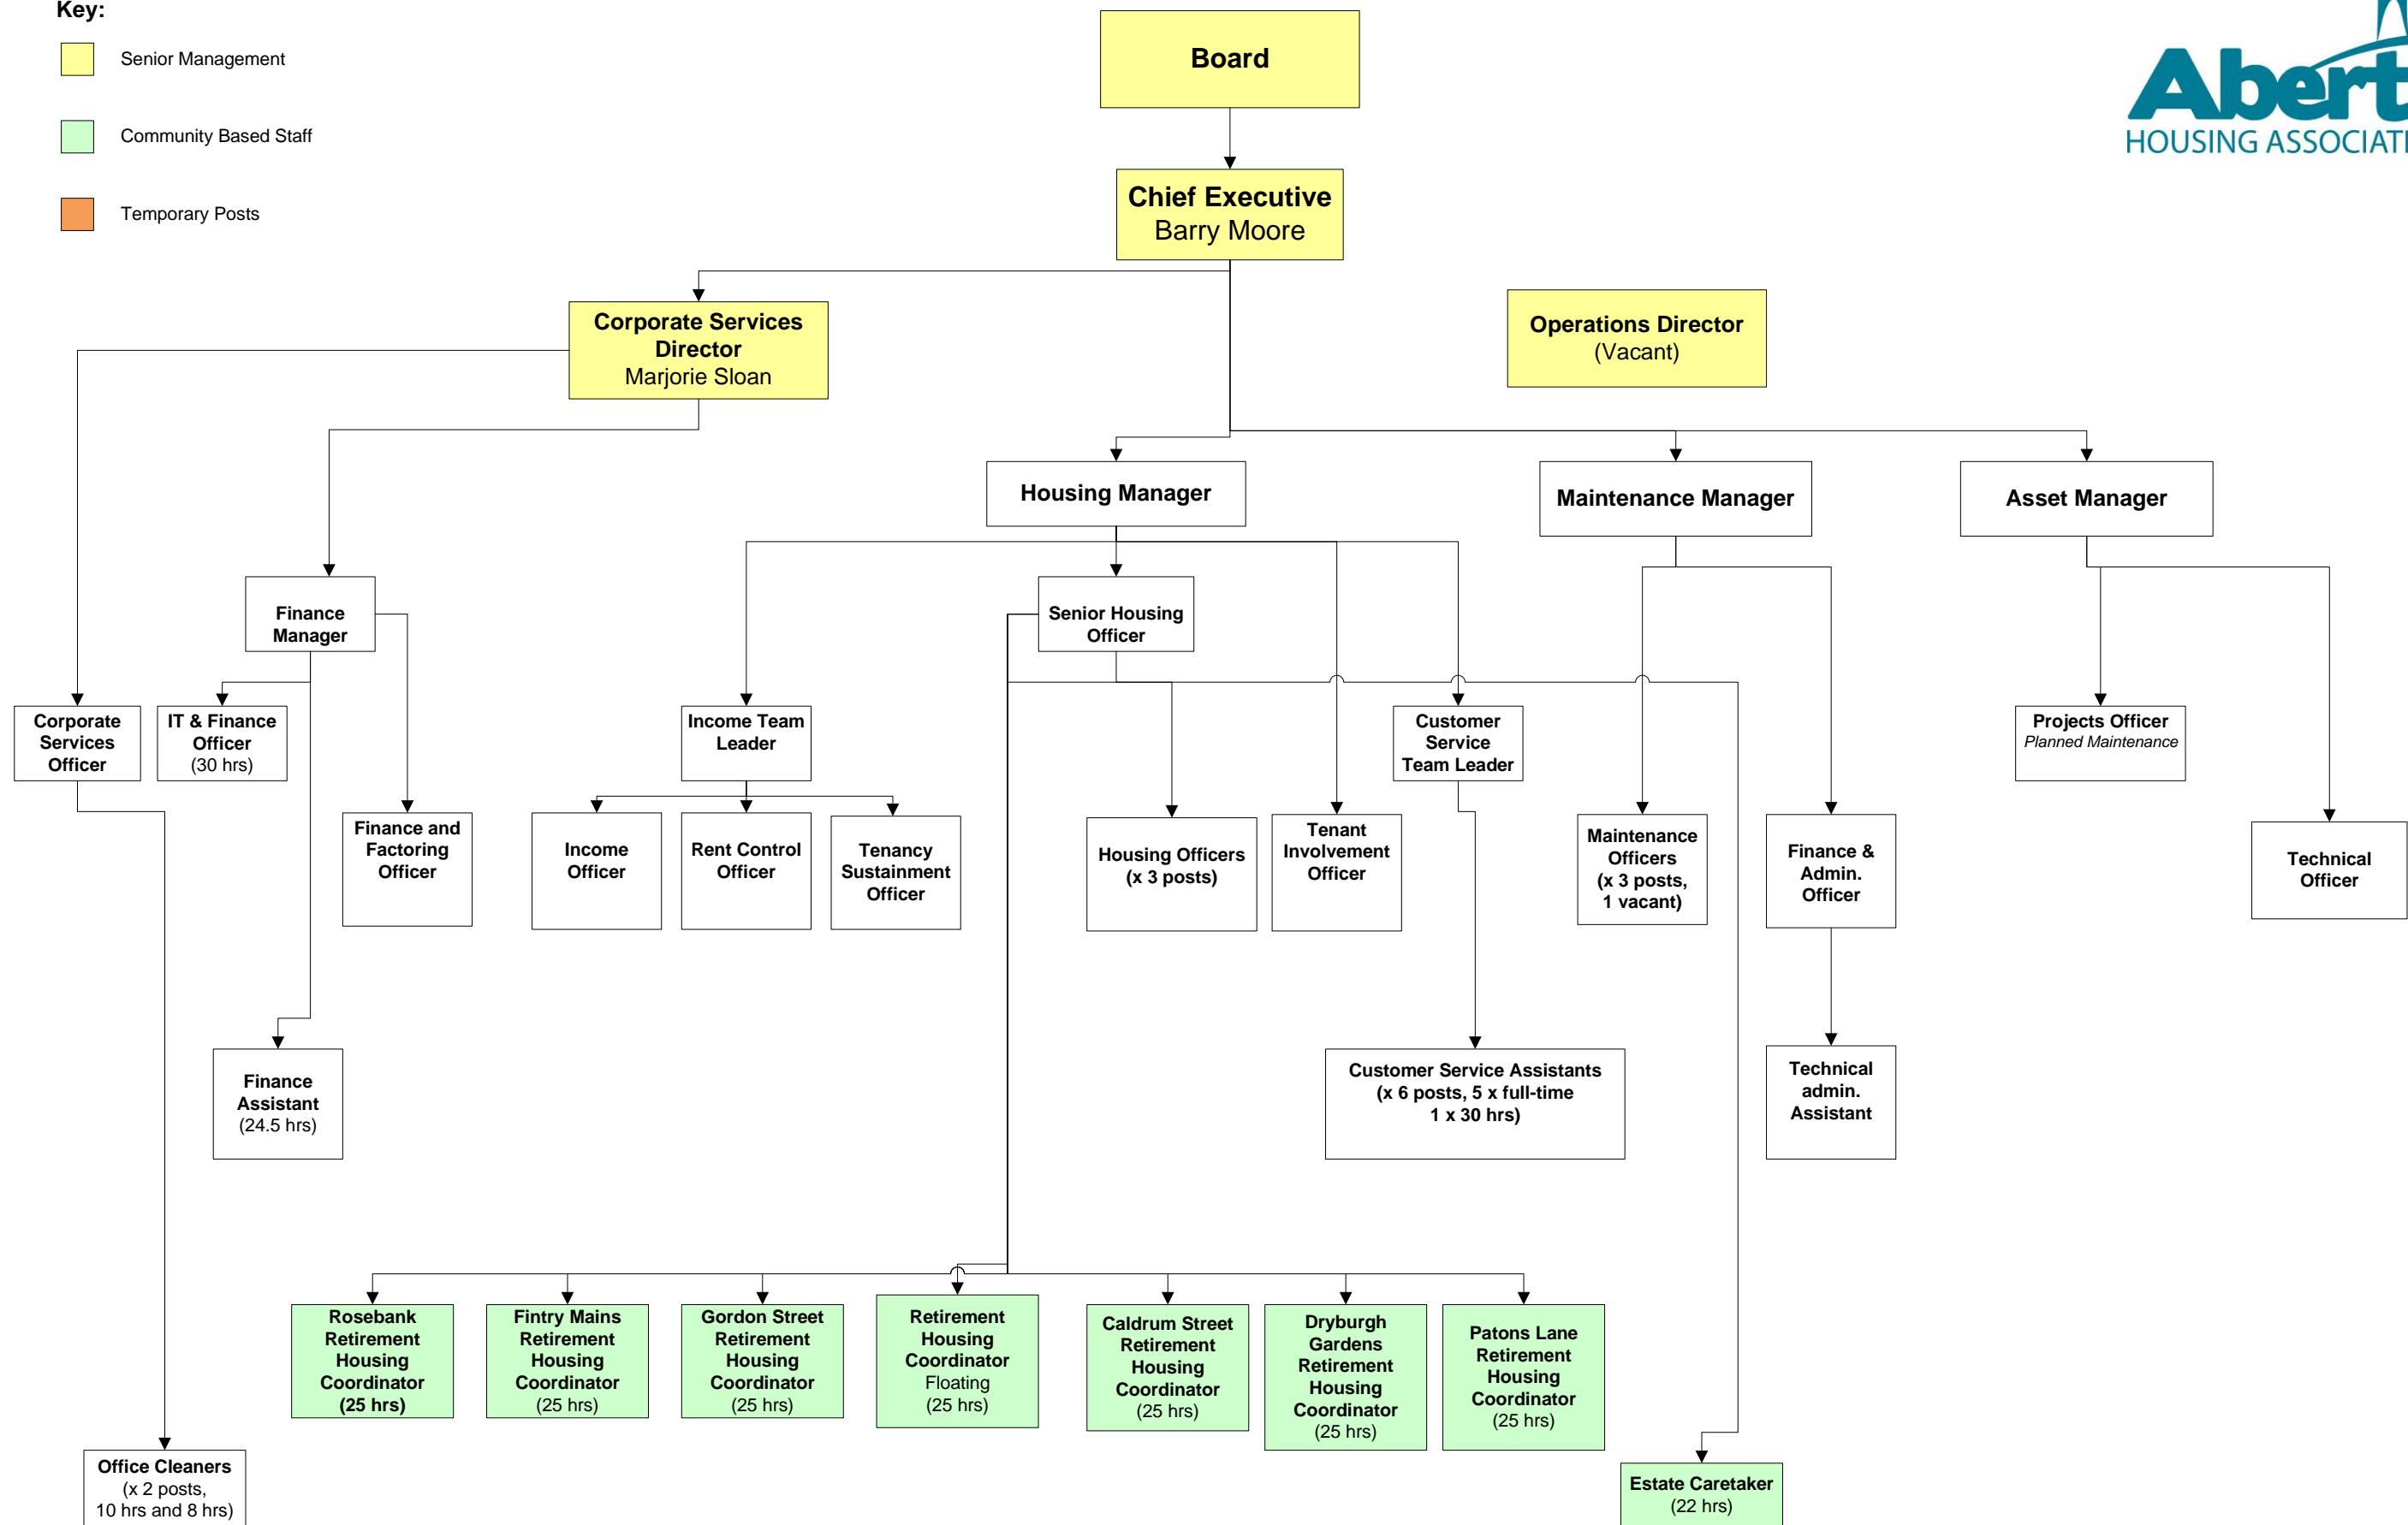 Key:
Senior Management
Community Based Staff
Temporary Posts
Abert
HOUSING ASSOCIATI
Board
Chief Executive
Barry Moore
Corporate Services
Director
Marjorie Sloan
Operations Director
(Vacant)
Housing Manager
Maintenance Manager
Asset Manager
Finance
Manager
Senior Housing
Officer
Corporate
Services
Officer
IT & Finance
Officer
(30 hrs)
Income Team
Leader
Customer
Service
Team Leader
Projects Officer
Planned Maintenance
Finance and
Factoring
Officer
Income
Officer
Rent Control
Officer
Tenancy
Sustainment
Officer
Housing Officers
(x 3 posts)
Tenant
Involvement
Officer
Maintenance
Officers
(x 3 posts,
1 vacant)
Finance &
Admin.
Officer
Technical
Officer
Finance
Assistant
(24.5 hrs)
Customer Service Assistants
(x 6 posts, 5 x full-time
1 x 30 hrs)
Technical
admin.
Assistant
Rosebank
Retirement
Housing
Coordinator
(25 hrs)
Fintry Mains
Retirement
Housing
Coordinator
(25 hrs)
Gordon Street
Retirement
Housing
Coordinator
(25 hrs)
Retirement
Housing
Coordinator
Floating
(25 hrs)
Caldrum Street
Retirement
Housing
Coordinator
(25 hrs)
Dryburgh
Gardens
Retirement
Housing
Coordinator
(25 hrs)
Patons Lane
Retirement
Housing
Coordinator
(25 hrs)
Office Cleaners
(x 2 posts,
10 hrs and 8 hrs)
Estate Caretaker
(22 hrs)